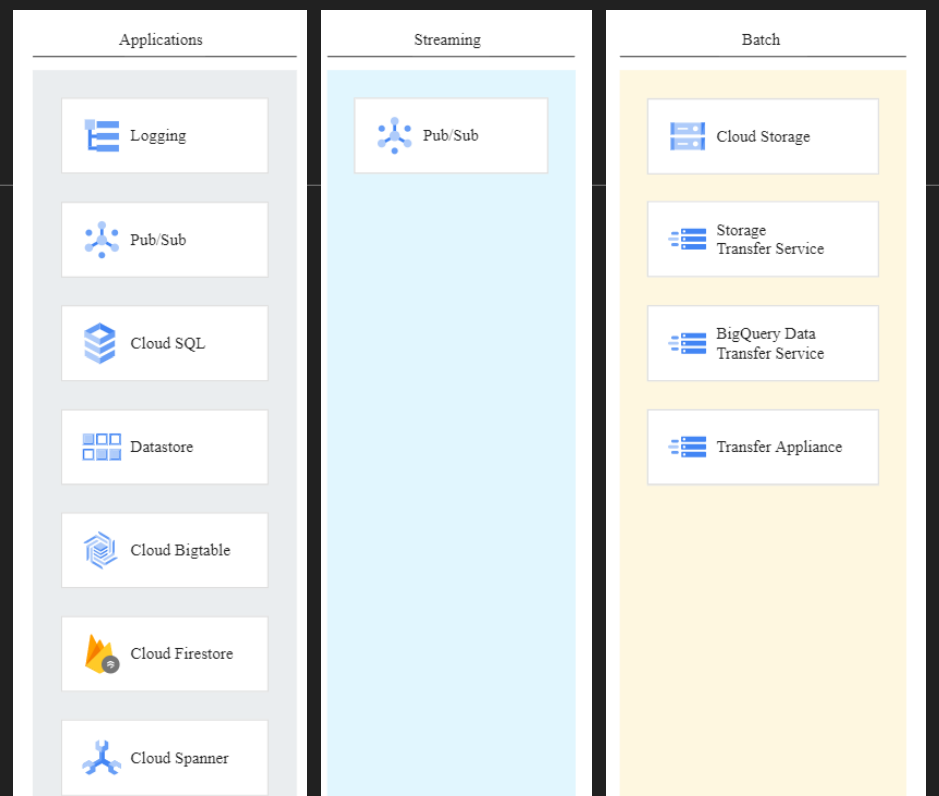 Applications
Logging
Pub/Sub
Cloud SQL
Datastore
Cloud Bigtable
Cloud Firestore
Cloud Spanner
Streaming
Pub/Sub
Batch
Cloud Storage
Storage
Transfer Service
BigQuery Data
Transfer Service
Transfer Appliance